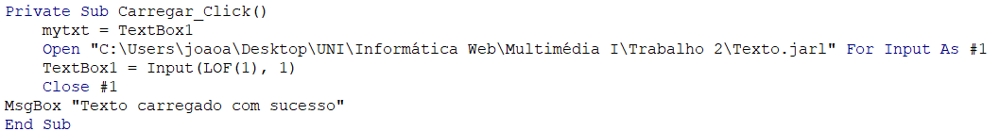 Private Sub Carregar_Click()
    mytxt = TextBox1
    Open "C:\Users\joaoa\Desktop\UNI\Informática Web\Multimédia I\Trabalho 2\Texto.jarl" For Input As #1
    TextBox1 = Input(LOF(1), 1)
    Close #1
MsgBox "Texto carregado com sucesso"
End Sub